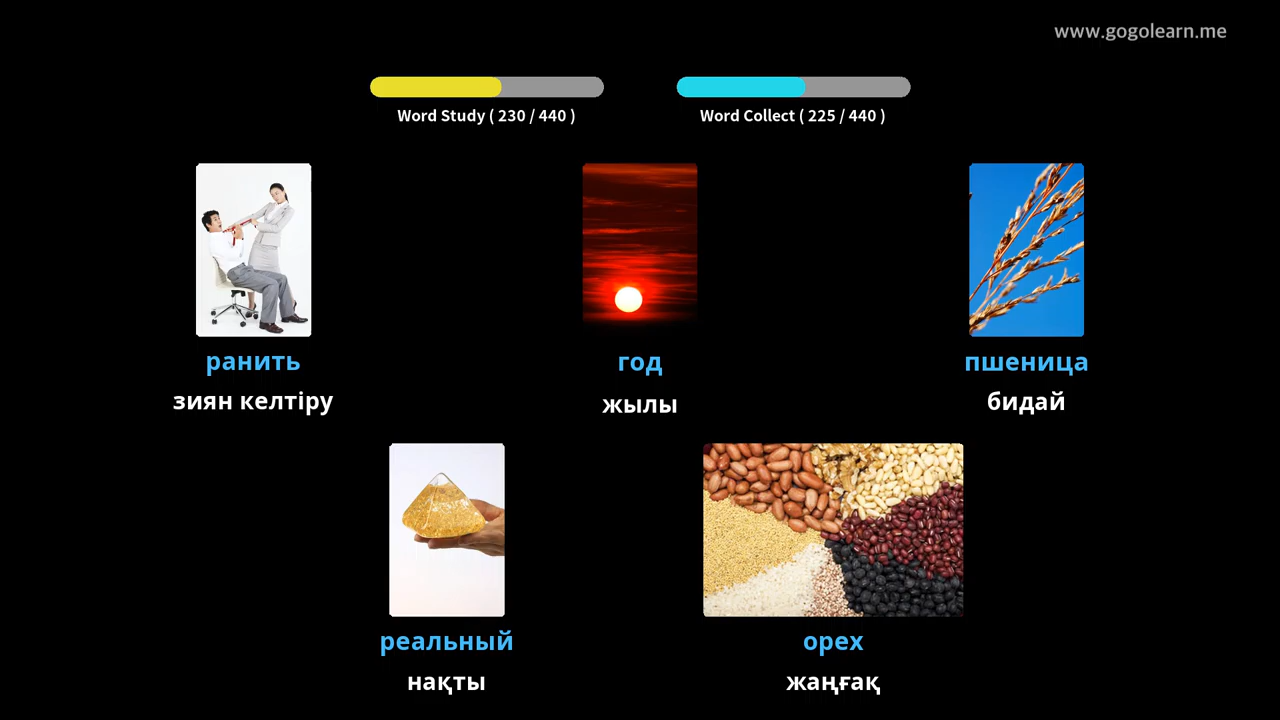 www.gogolearn.me
Word Study ( 230 / 440 )
Word Collect ( 225 / 440 )
ранить
зиян келтіру
год
жылы
пшеница
бидай
реальный
нақты
орех
жаңғақ